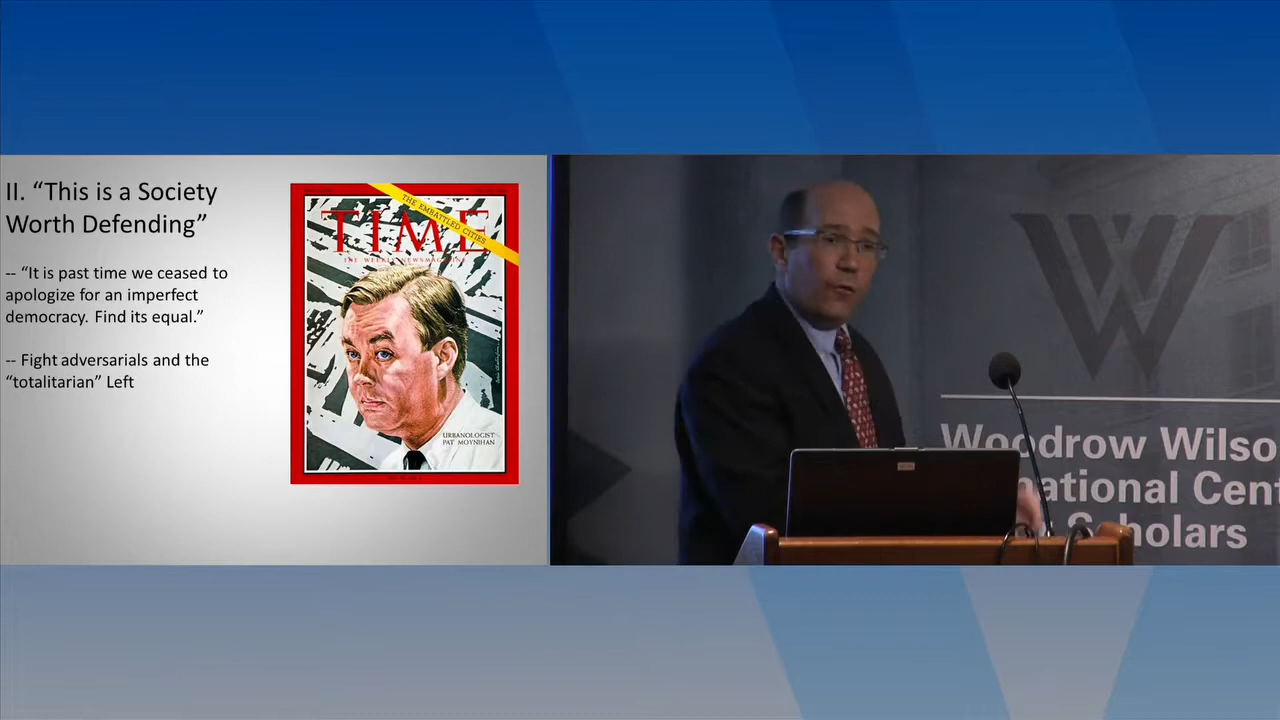 II. “This is a Society
Worth Defending”
-- “It is past time we ceased to
apologize for an imperfect
democracy. Find its equal.”
-- Fight adversarials and the
“totalitarian” Left
THE EMBATTLED CITIES
TIME
THE WEEKLY NEWSMAGAZINE
URBANOLOGIST
PAT MOYNIHAN
W
Woodrow Wilso
national Cent
Scholars